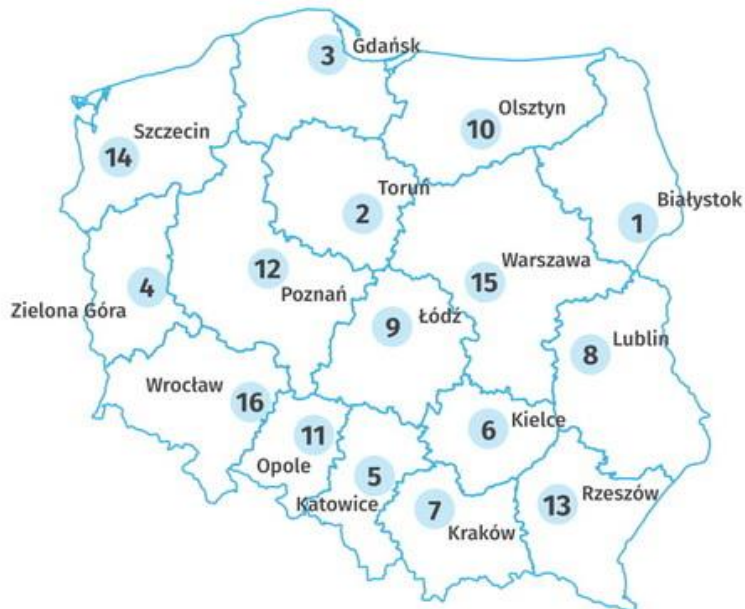 3 Gdańsk
10 Olsztyn
14 Szczecin
2 Toruń
1 Białystok
12 Poznań
15 Warszawa
4 Zielona Góra
9 Łódź
8 Lublin
16 Wrocław
11 Opole
6 Kielce
5 Katowice
7 Kraków
13 Rzeszów